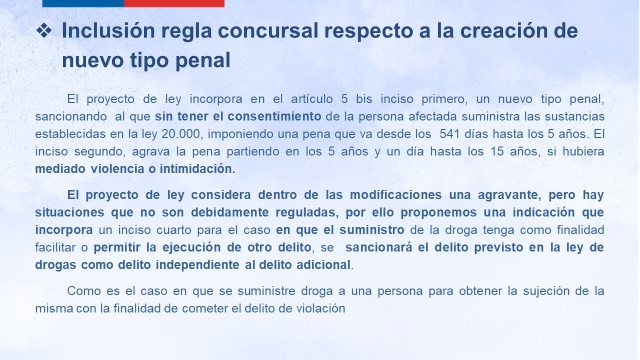 ❖ Inclusión regla concursal respecto a la creación de
nuevo tipo penal
El proyecto de ley incorpora en el artículo 5 bis inciso primero, un nuevo tipo penal,
sancionando al que sin tener el consentimiento de la persona afectada suministra las sustancias
establecidas en la ley 20.000, imponiendo una pena que va desde los 541 días hasta los 5 años. El
inciso segundo, agrava la pena partiendo en los 5 años y un día hasta los 15 años, si hubiera
mediado violencia o intimidación.
El proyecto de ley considera dentro de las modificaciones una agravante, pero hay
situaciones que no son debidamente reguladas, por ello proponemos una indicación que
incorpora un inciso cuarto para el caso en que el suministro de la droga tenga como finalidad
facilitar o permitir la ejecución de otro delito, se sancionará el delito previsto en la ley de
drogas como delito independiente al delito adicional.
Como es el caso en que se suministre droga a una persona para obtener la sujeción de la
misma con la finalidad de cometer el delito de violación